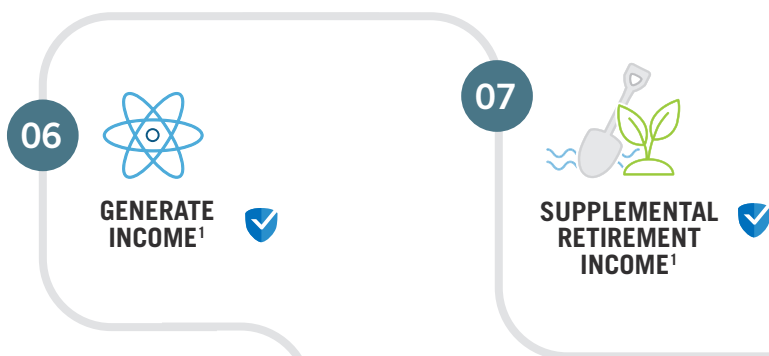 06
GENERATE
INCOME¹
07
SUPPLEMENTAL
RETIREMENT
INCOME¹